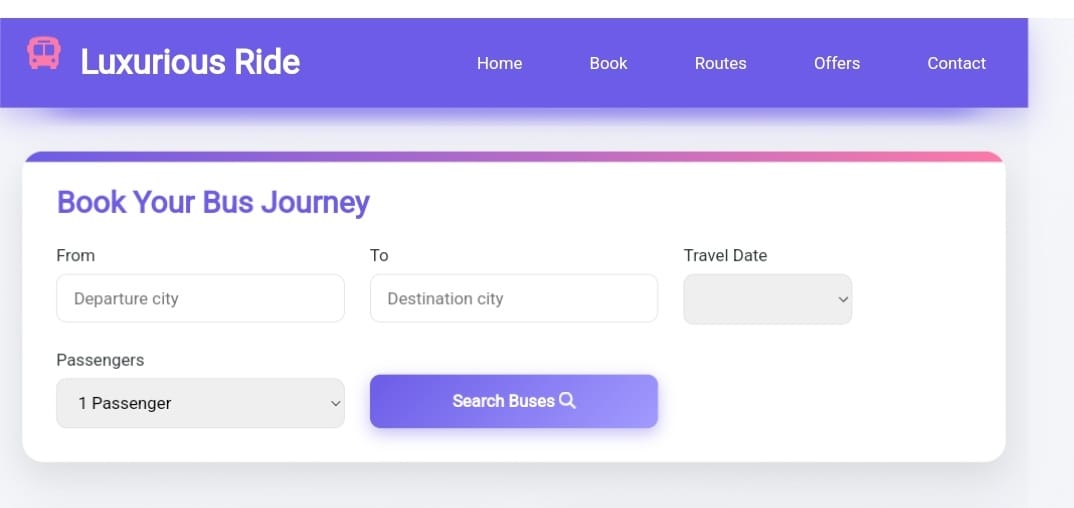 Luxurious Ride Home Book Routes Offers Contact
Book Your Bus Journey
From To Travel Date
Departure city Destination city
Passengers
1 Passenger Search Buses